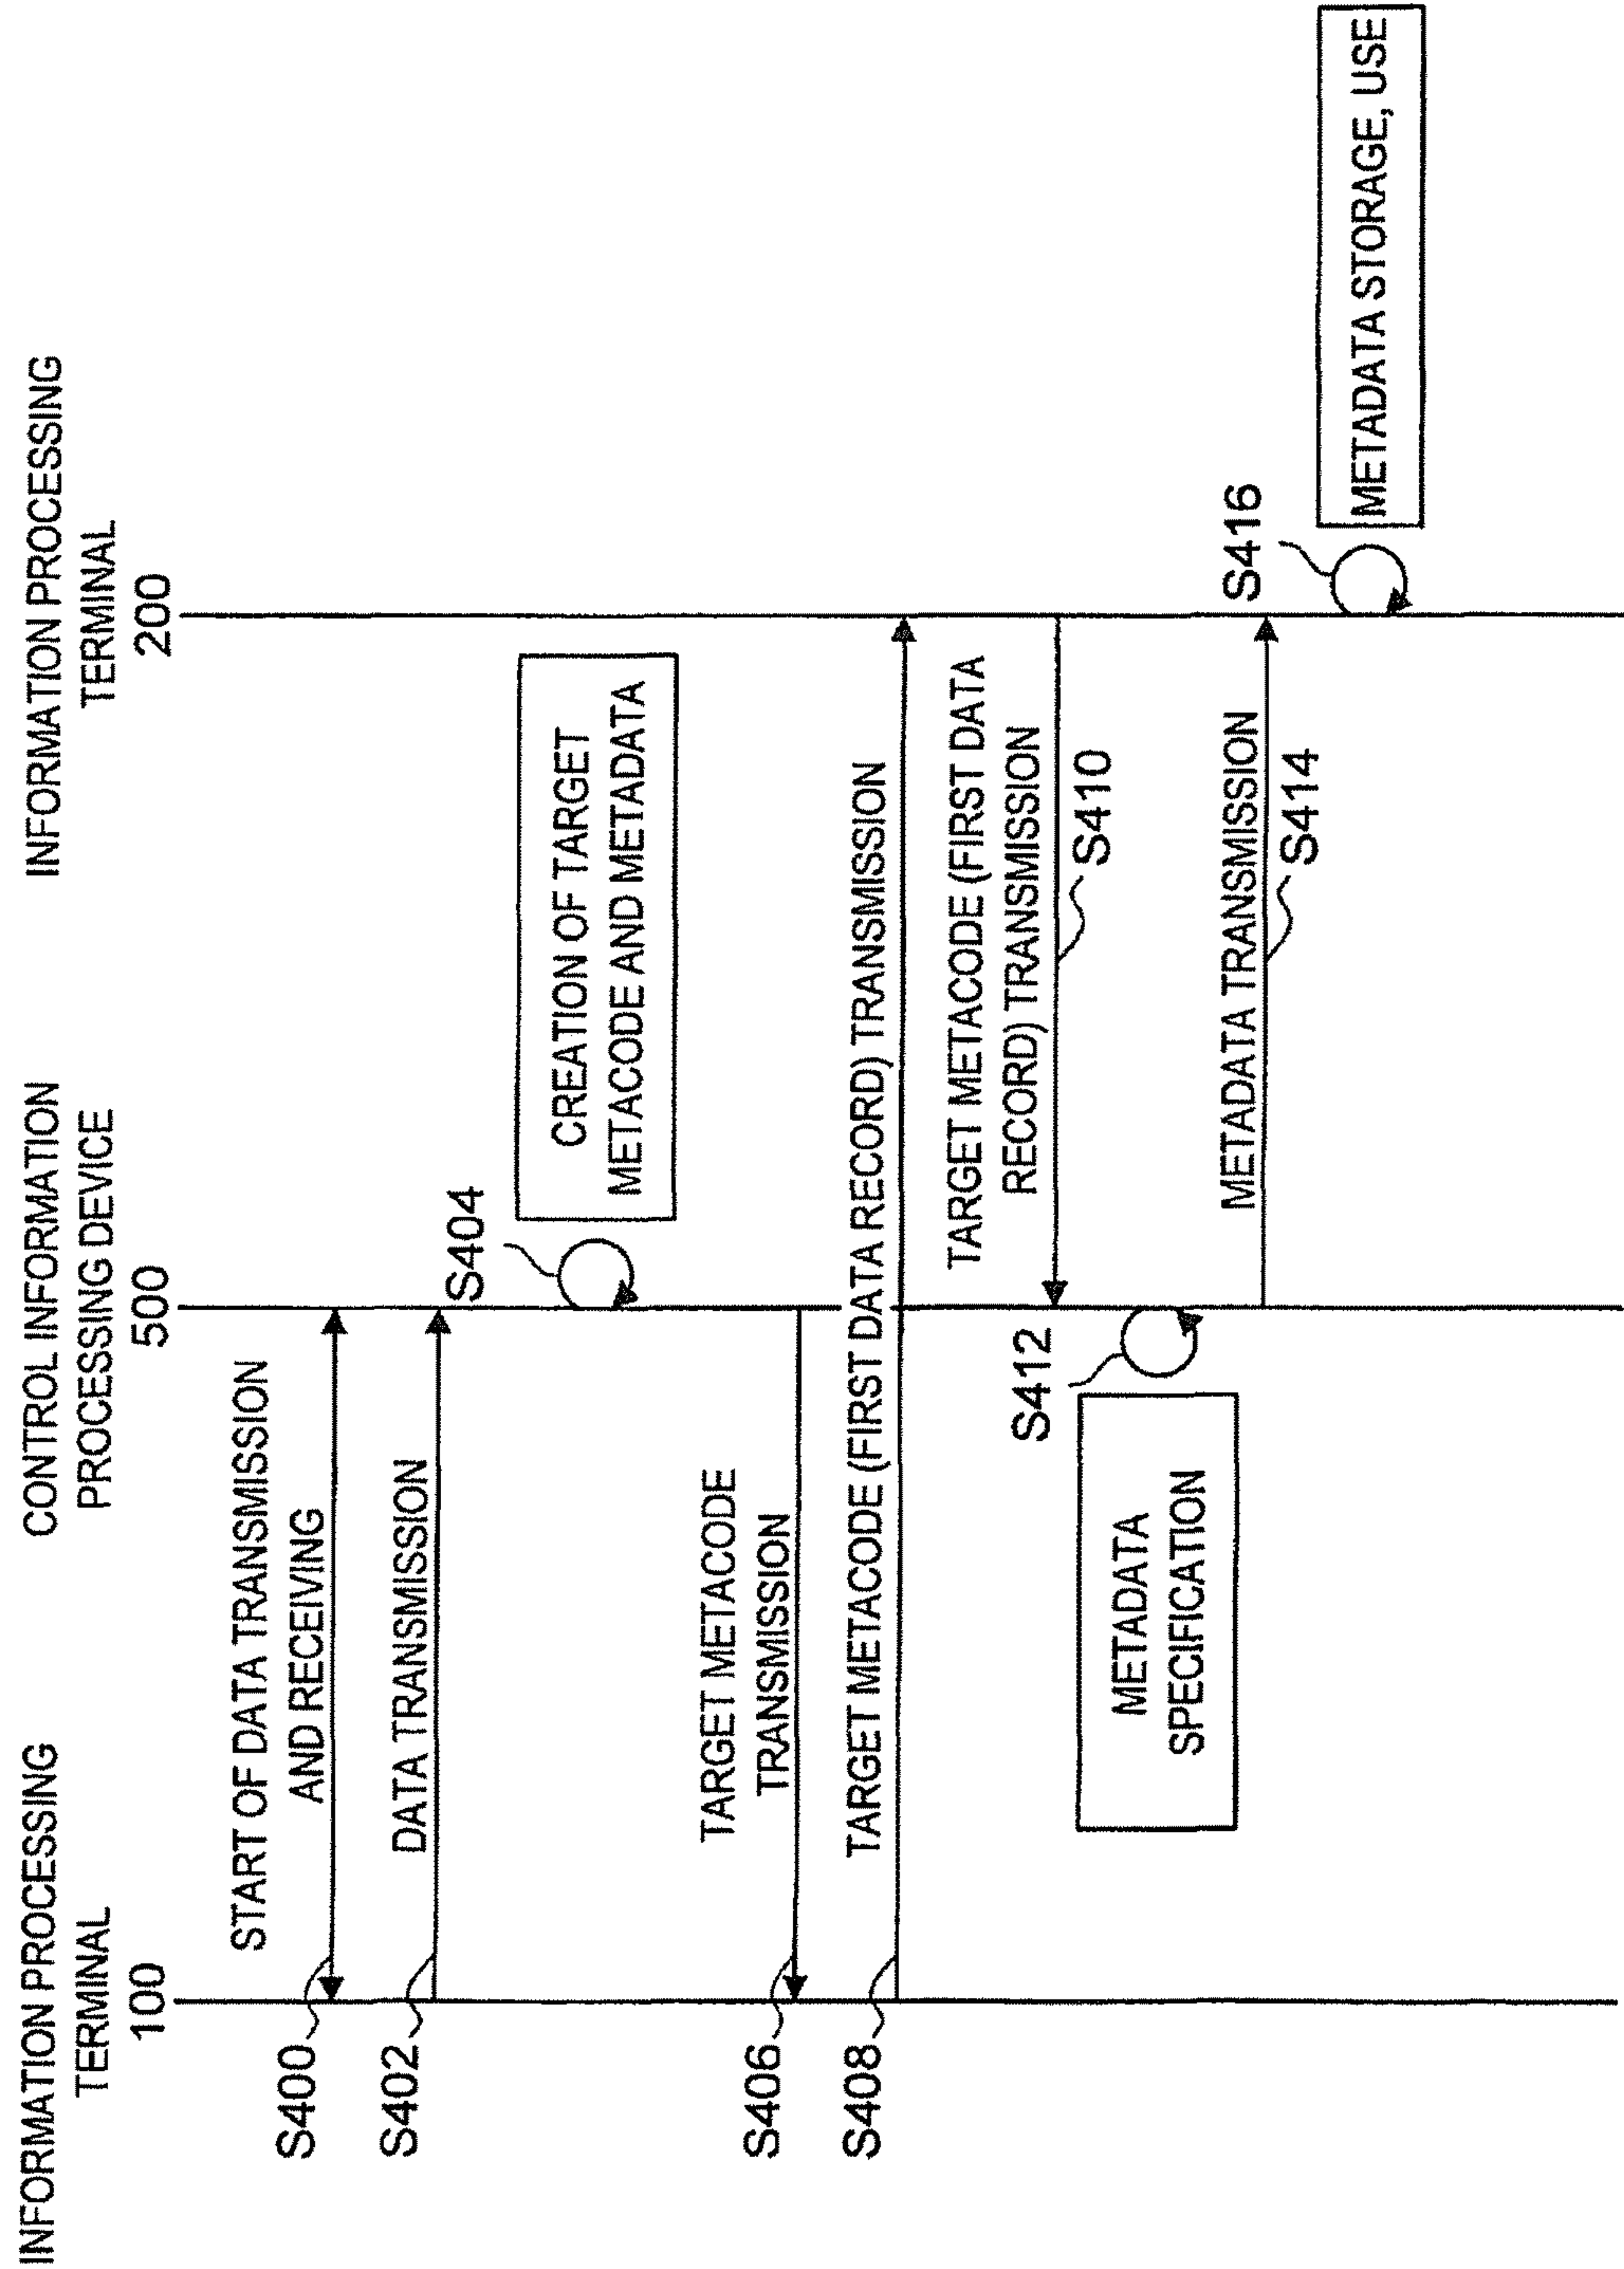 INFORMATION PROCESSING
TERMINAL
100
CONTROL INFORMATION
PROCESSING DEVICE
500
INFORMATION PROCESSING
TERMINAL
200
START OF DATA TRANSMISSION
AND RECEIVING
S400
DATA TRANSMISSION
S402
S404
CREATION OF TARGET
METACODE AND METADATA
TARGET METACODE
TRANSMISSION
S406
TARGET METACODE (FIRST DATA RECORD) TRANSMISSION
S408
TARGET METACODE (FIRST DATA
RECORD) TRANSMISSION
S410
S412
METADATA
SPECIFICATION
METADATA TRANSMISSION
S414
S416
METADATA STORAGE, USE